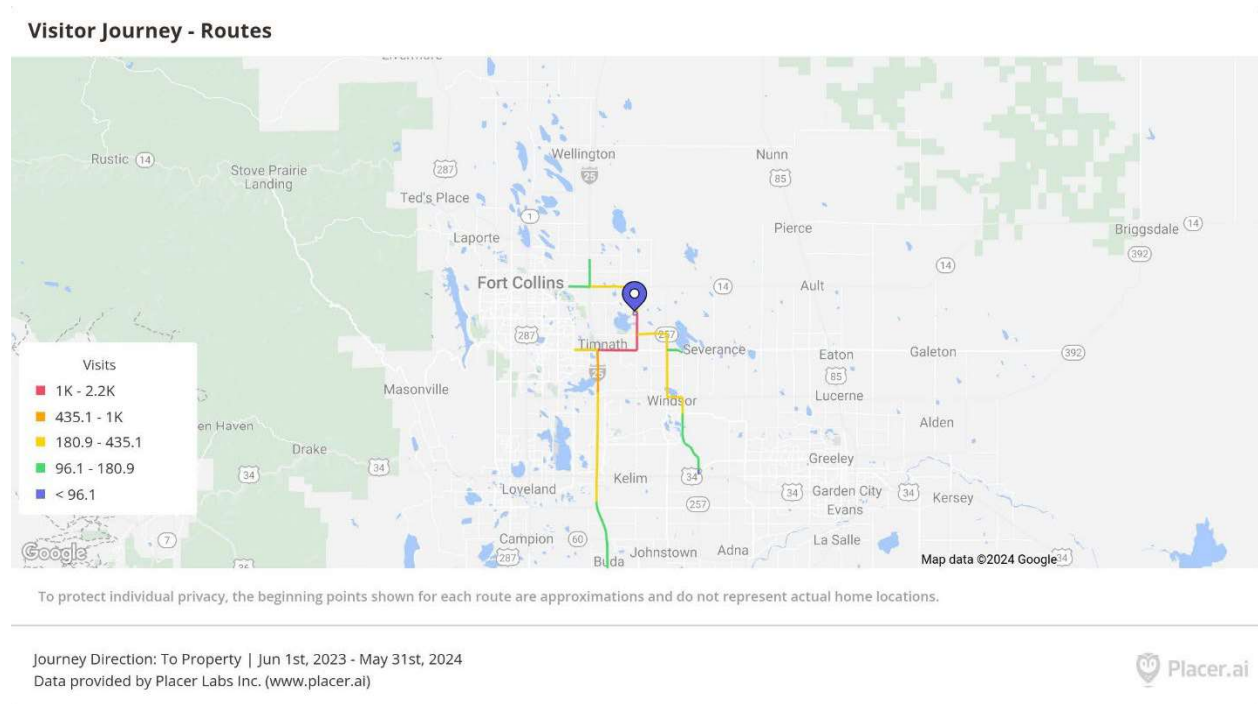 Visitor Journey - Routes
Livermore
Rustic 14
Stove Prairie
Landing
287
Wellington
25
Nunn
85
Ted's Place
1
Laporte
Pierce
Briggsdale 14
392
Fort Collins
14
14
Ault
287
Timnath
257
Severance
25
Eaton
85
Lucerne
Galeton
392
Masonville
Windsor
Alden
en Haven
Drake
34
34
Greeley
Kelim
34
Loveland
257
34
Garden City
34
Kersey
Evans
7
Campion 60
287
Buda
Johnstown
Adna
La Salle
34
36
Visits
1K - 2.2K
435.1 - 1K
180.9 - 435.1
96.1 - 180.9
< 96.1
Google
Map data ©2024 Google
To protect individual privacy, the beginning points shown for each route are approximations and do not represent actual home locations.
Journey Direction: To Property | Jun 1st, 2023 - May 31st, 2024
Data provided by Placer Labs Inc. (www.placer.ai)
Placer.ai